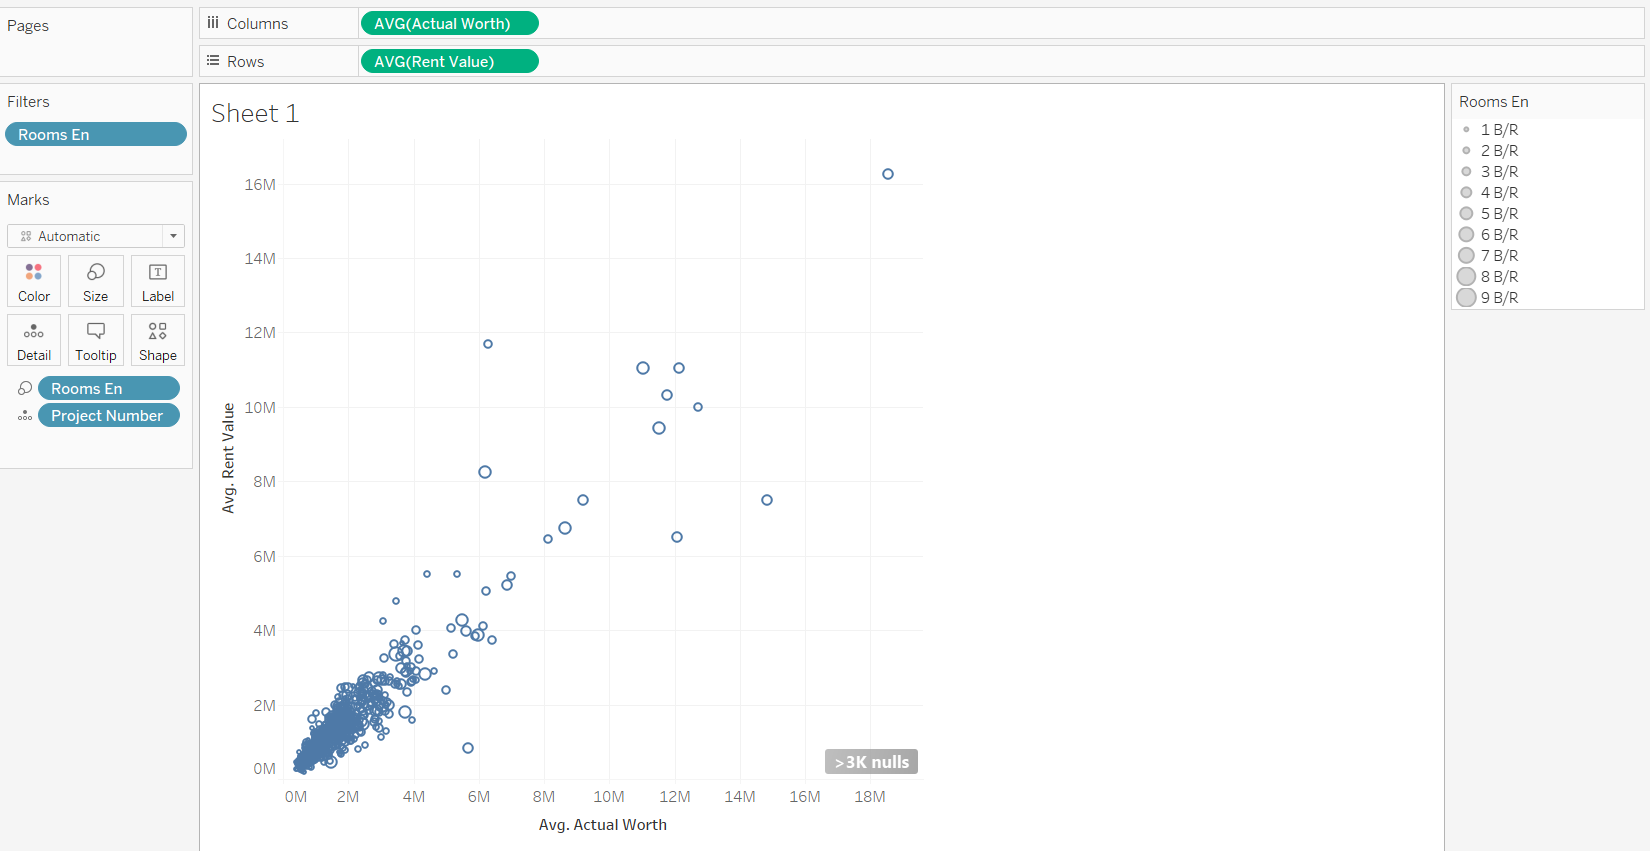 Pages
Columns
AVG(Actual Worth)
Rows
AVG(Rent Value)
Filters
Rooms En
Marks
Automatic
Color
Size
Label
Detail
Tooltip
Shape
Rooms En
Project Number
Sheet 1
16M
14M
12M
10M
8M
6M
4M
2M
0M
Avg. Rent Value
>3K nulls
0M 2M 4M 6M 8M 10M 12M 14M 16M 18M
Avg. Actual Worth
Rooms En
1 B/R
2 B/R
3 B/R
4 B/R
5 B/R
6 B/R
7 B/R
8 B/R
9 B/R